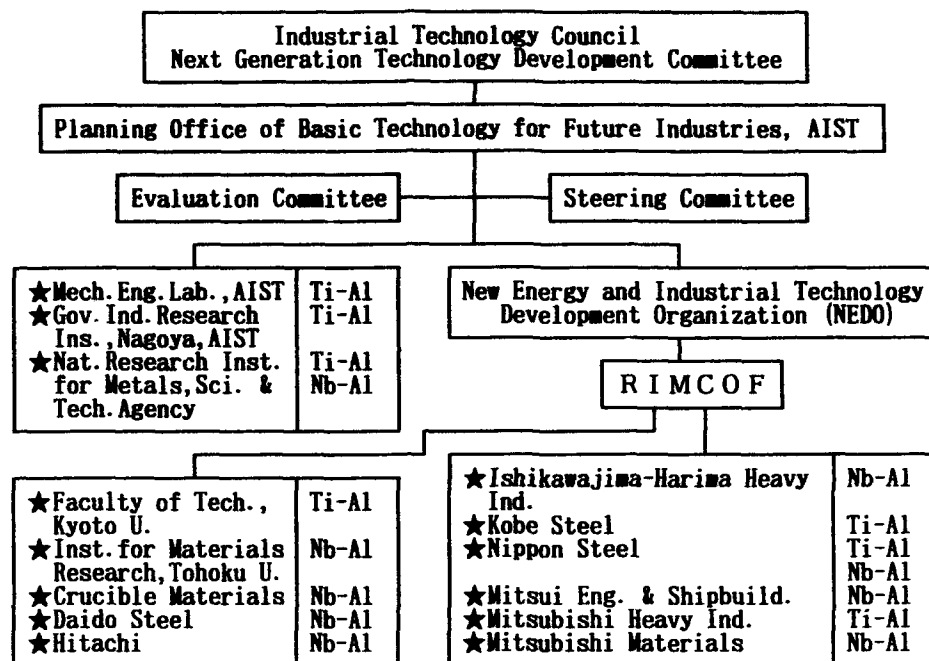 Industrial Technology Council
Next Generation Technology Development Committee
Planning Office of Basic Technology for Future Industries, AIST
Evaluation Committee
Steering Committee
★Mech.Eng.Lab.,AIST Ti-Al
★Gov.Ind.Research Ti-Al
Ins.,Nagoya,AIST
★Nat.Research Inst. Ti-Al
for Metals,Sci. & Nb-Al
Tech.Agency
New Energy and Industrial Technology
Development Organization (NEDO)
RIMCOF
★Faculty of Tech., Ti-Al
Kyoto U.
★Inst.for Materials Nb-Al
Research,Tohoku U.
★Crucible Materials Nb-Al
★Daido Steel Nb-Al
★Hitachi Nb-Al
★Ishikawajima-Harima Heavy Nb-Al
Ind.
★Kobe Steel Ti-Al
★Nippon Steel Ti-Al
Nb-Al
★Mitsui Eng. & Shipbuild. Nb-Al
★Mitsubishi Heavy Ind. Ti-Al
★Mitsubishi Materials Nb-Al